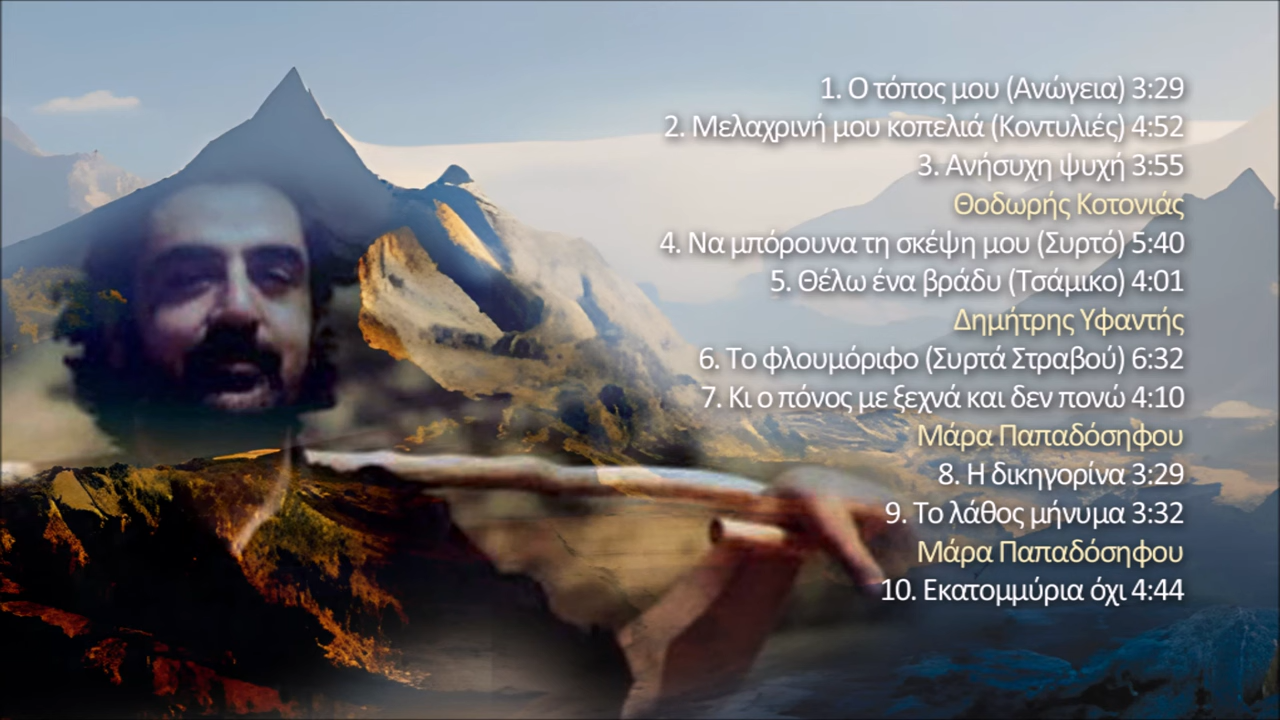 1. Ο τόπος μου (Ανώγεια) 3:29
2. Μελαχρινή μου κοπελιά (Κοντυλιές) 4:52
3. Ανήσυχη ψυχή 3:55
Θοδωρής Κοτονιάς
4. Να μπόρουνα τη σκέψη μου (Συρτό) 5:40
5. Θέλω ένα βράδυ (Τσάμικο) 4:01
Δημήτρης Υφαντής
6. Το φλουμόριφο (Συρτά Στραβού) 6:32
7. Κι ο πόνος με ξεχνά και δεν πονώ 4:10
Μάρα Παπαδόσηφου
8. Η δικηγορίνα 3:29
9. Το λάθος μήνυμα 3:32
Μάρα Παπαδόσηφου
10. Εκατομμύρια όχι 4:44